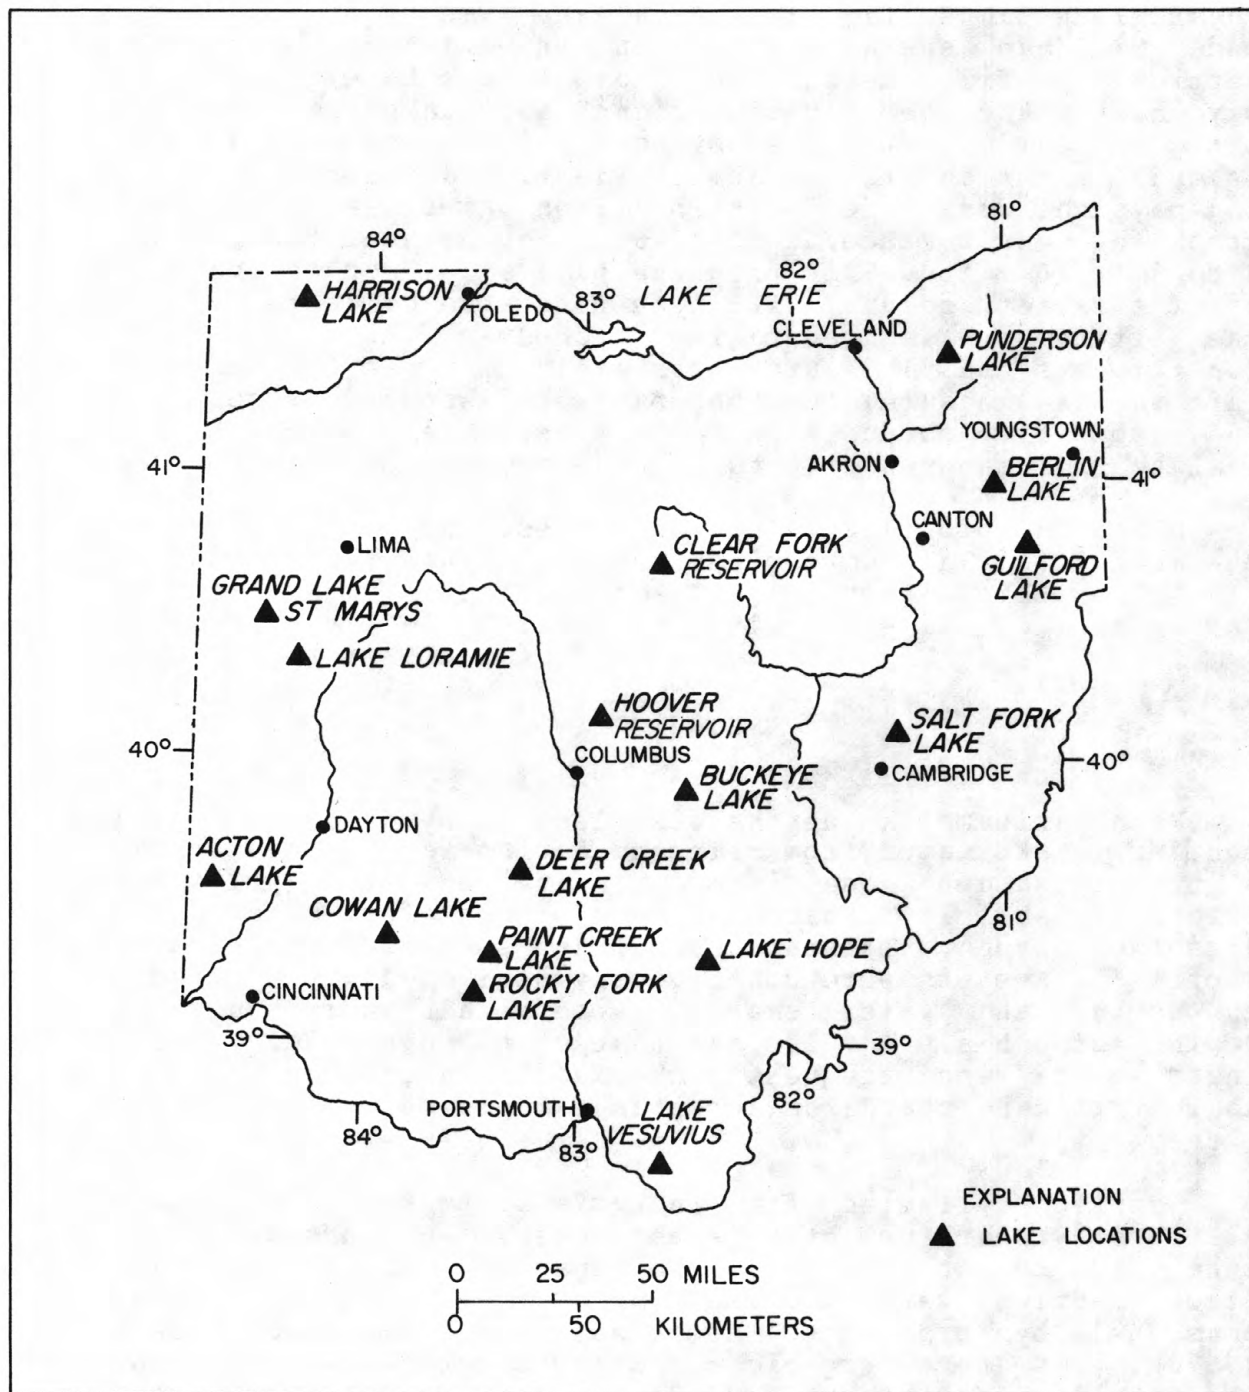 81°
84°
82°
HARRISON
LAKE
TOLEDO
83°
LAKE ERIE
CLEVELAND
PUNDERSON
LAKE
YOUNGSTOWN
41°
AKRON
BERLIN
LAKE
41°
CANTON
LIMA
CLEAR FORK
RESERVOIR
GUILFORD
LAKE
GRAND LAKE
ST MARYS
LAKE LORAMIE
HOOVER
RESERVOIR
SALT FORK
LAKE
40°
COLUMBUS
40°
BUCKEYE
LAKE
CAMBRIDGE
DAYTON
ACTON
LAKE
DEER CREEK
LAKE
COWAN LAKE
81°
PAINT CREEK
LAKE
LAKE HOPE
ROCKY FORK
LAKE
CINCINNATI
39°
39°
82°
PORTSMOUTH
LAKE
VESUVIUS
84°
83°
EXPLANATION
LAKE LOCATIONS
0 25 50 MILES
0 50 KILOMETERS